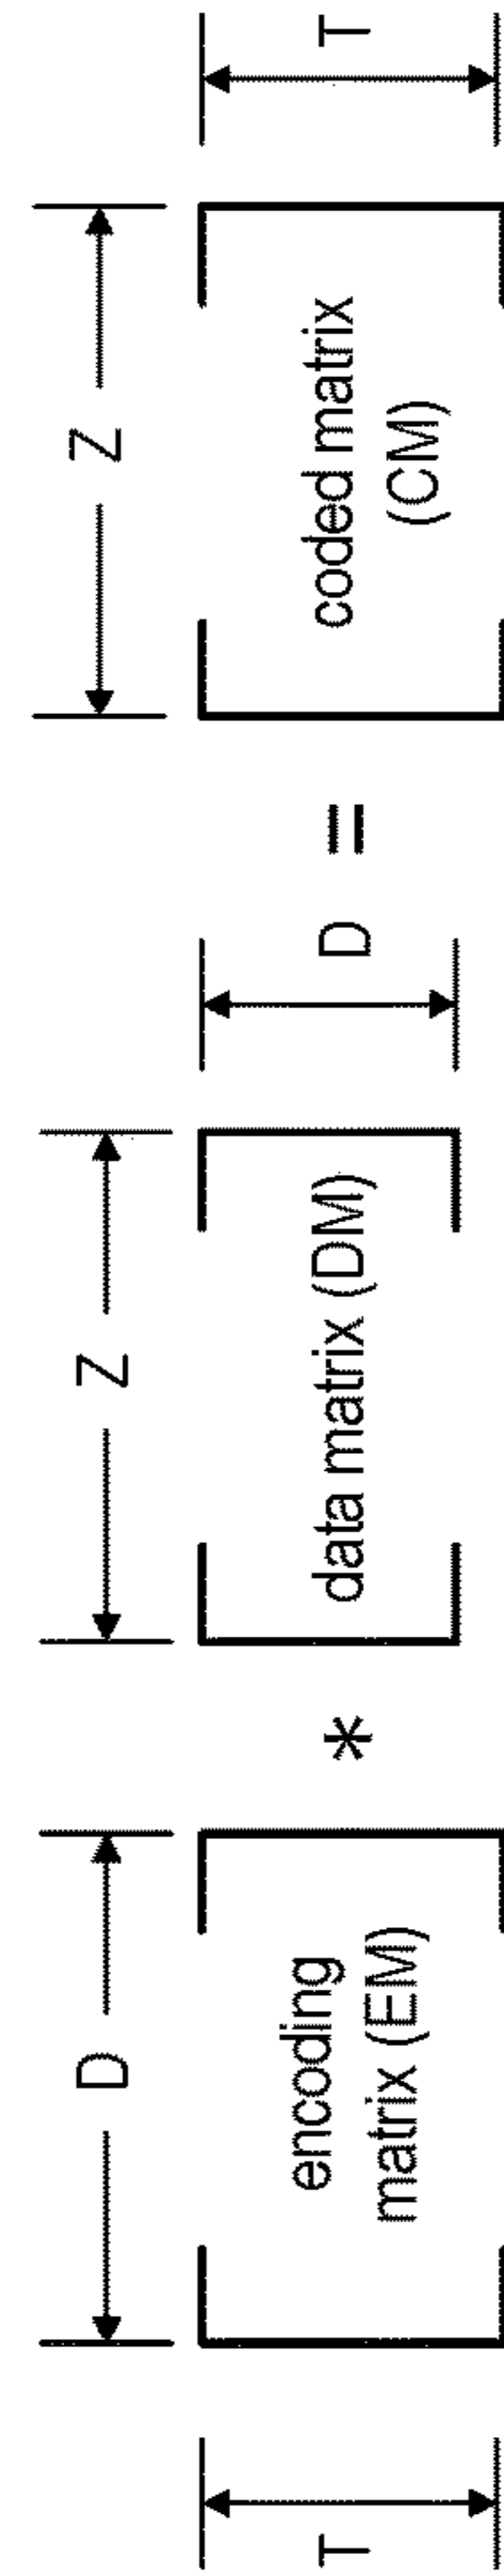 T
D
encoding
matrix (EM)
*
Z
data matrix (DM)
D
=
Z
coded matrix
(CM)
T